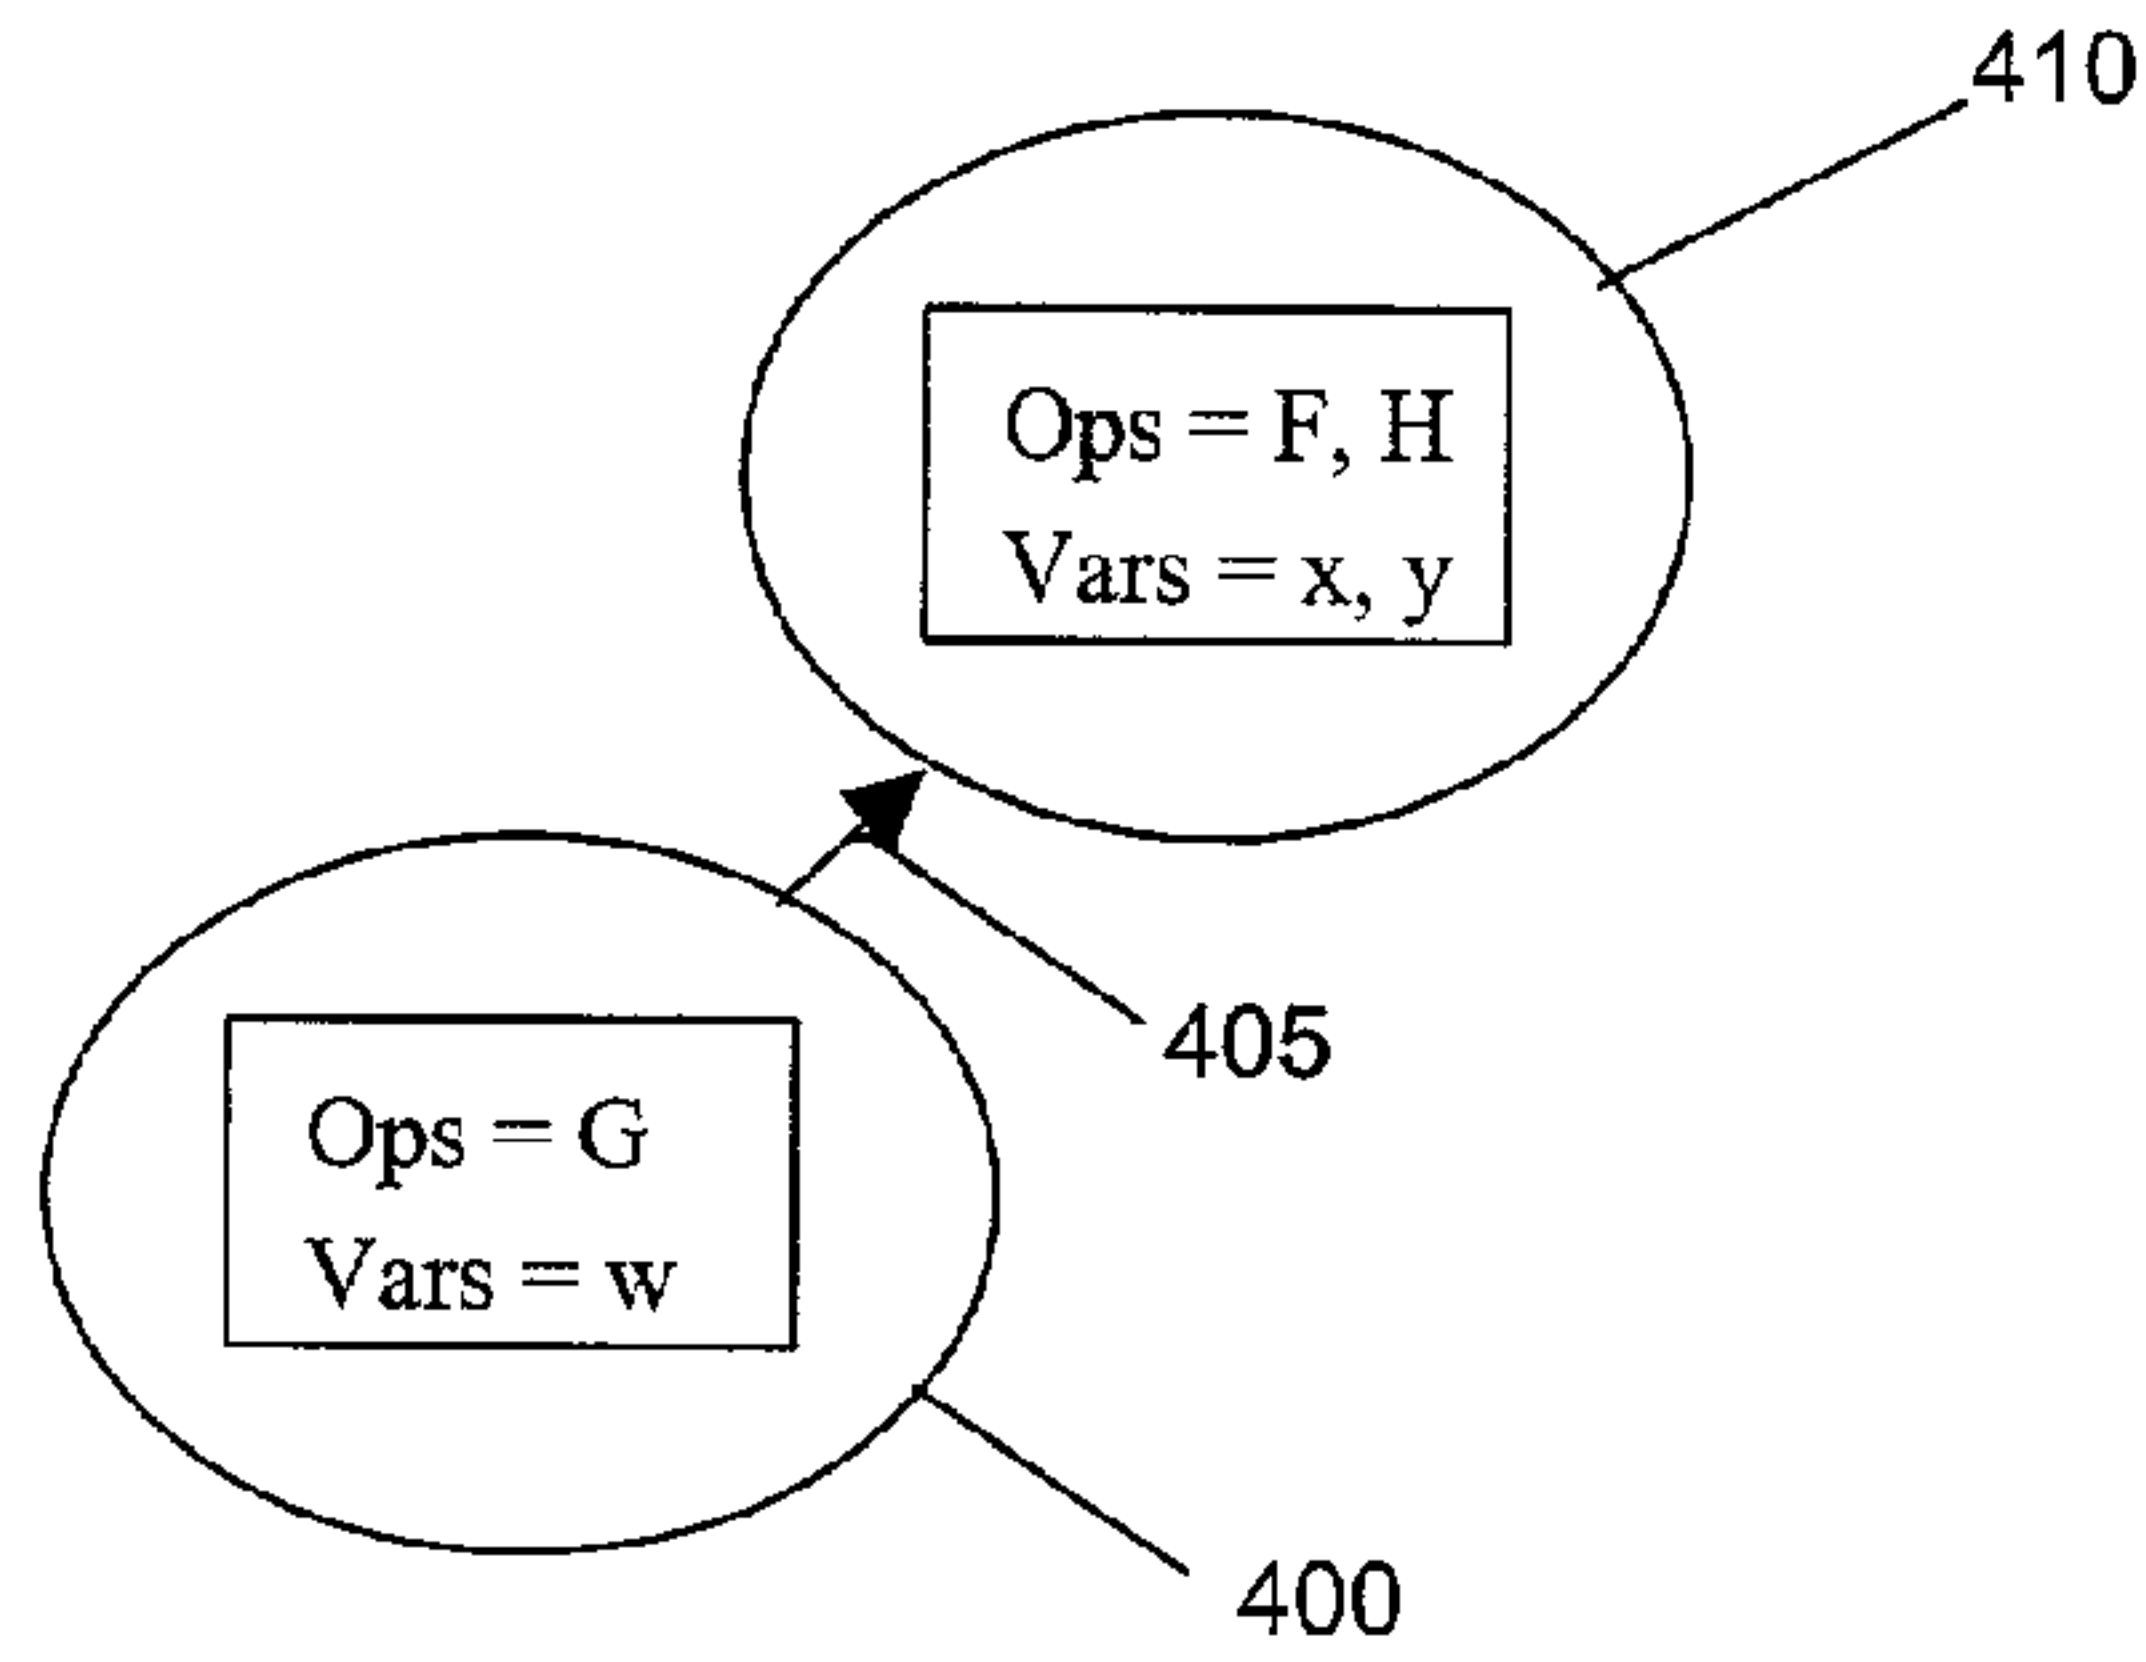 410
Ops = F, H
Vars = x, y
405
Ops = G
Vars = w
400